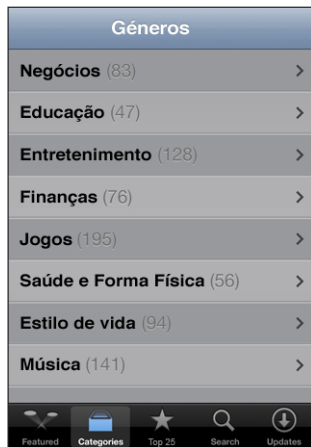 Géneros
Negócios (83)
Educação (47)
Entretenimento (128)
Finanças (76)
Jogos (195)
Saúde e Forma Física (56)
Estilo de vida (94)
Música (141)
Featured Categories Top 25 Search Updates